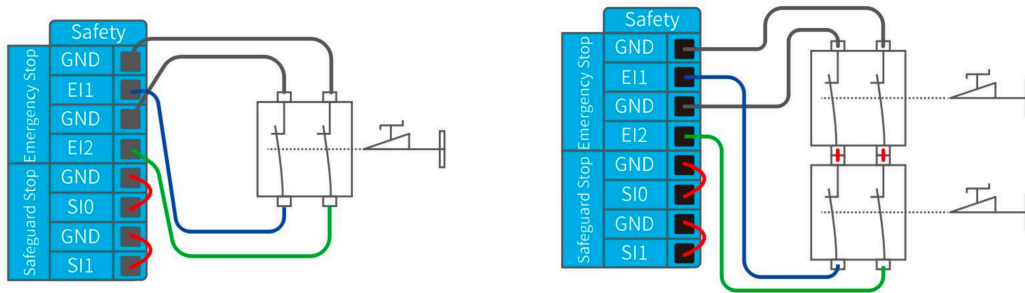 Safety
Emergency Stop
GND
EI1
GND
EI2
Safeguard Stop
GND
SI0
GND
SI1
Safety
Emergency Stop
GND
EI1
GND
EI2
Safeguard Stop
GND
SI0
GND
SI1